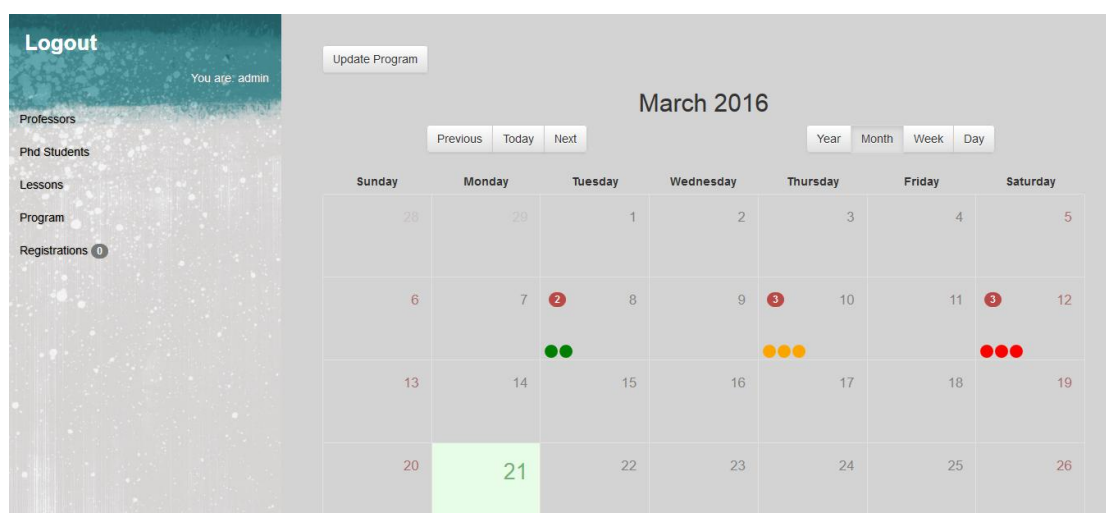 Logout
You are: admin
Professors
Phd Students
Lessons
Program
Registrations 0
Update Program
March 2016
Previous Today Next
Year Month Week Day
Sunday Monday Tuesday Wednesday Thursday Friday Saturday
28 29 1 2 3 4 5
6 7 2 8 9 3 10 11 3 12
13 14 15 16 17 18 19
20 21 22 23 24 25 26